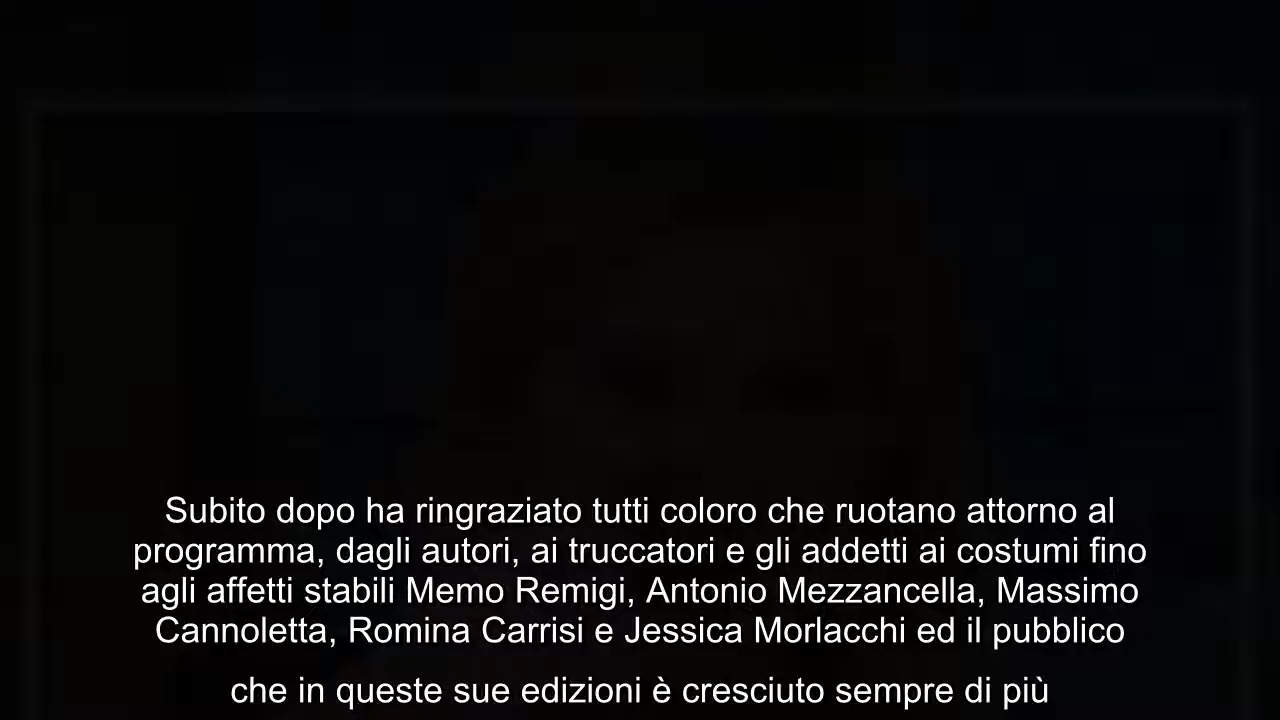 Subito dopo ha ringraziato tutti coloro che ruotano attorno al
programma, dagli autori, ai truccatori e gli addetti ai costumi fino
agli affetti stabili Memo Remigi, Antonio Mezzancella, Massimo
Cannoletta, Romina Carrisi e Jessica Morlacchi ed il pubblico
che in queste sue edizioni è cresciuto sempre di più